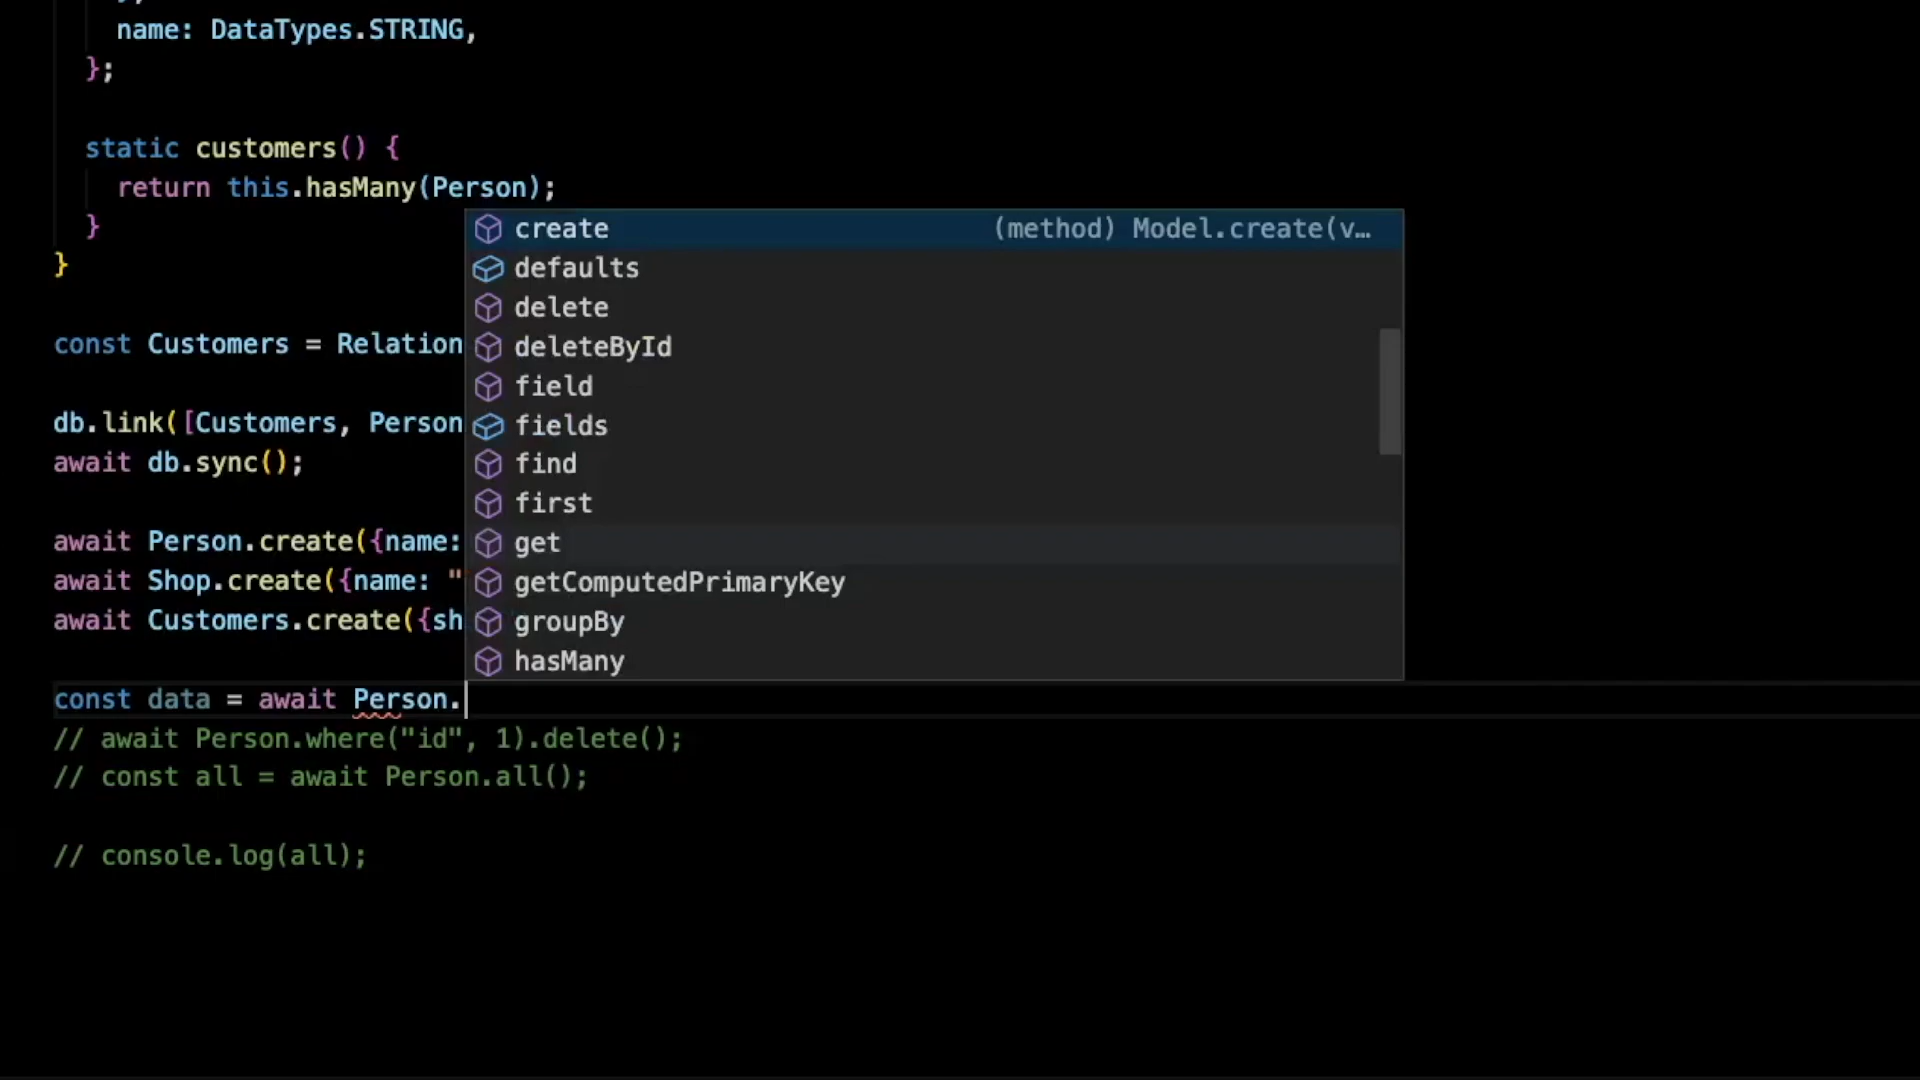 name: DataTypes.STRING,
};
static customers() {
return this.hasMany(Person);
}
}
const Customers = Relation
db.link([Customers, Person
await db.sync();
await Person.create({name:
await Shop.create({name: "
await Customers.create({sh
create (method) Model.create(v…
defaults
delete
deleteById
field
fields
find
first
get
getComputedPrimaryKey
groupBy
hasMany
const data = await Person.
// await Person.where("id", 1).delete();
// const all = await Person.all();
// console.log(all);